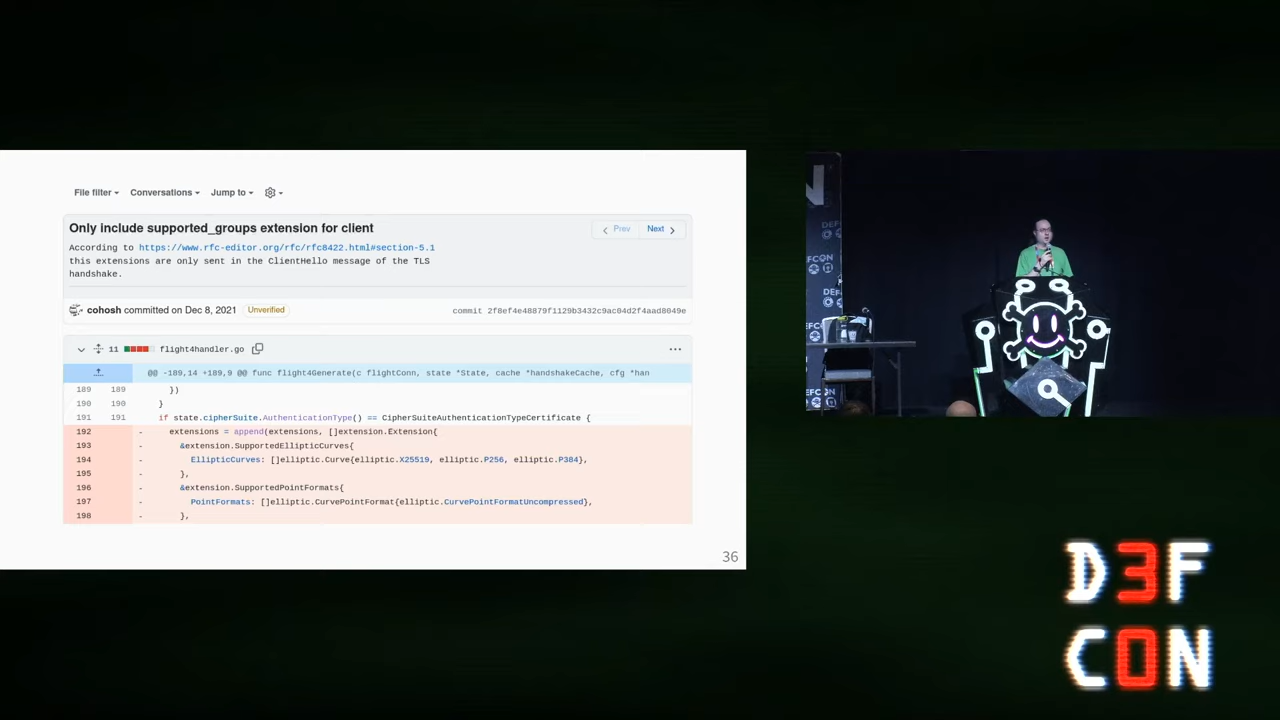 File filter Conversations Jump to
Only include supported_groups extension for client
Prev Next
According to https://www.rfc-editor.org/rfc/rfc8422.html#section-5.1
this extensions are only sent in the ClientHello message of the TLS
handshake.
cohosh committed on Dec 8, 2021 Unverified commit 2f8ef4e48879f1129b3432c9ac04d2f4aad8049e
11 flight4handler.go
@@ -189,14 +189,9 @@ func flight4Generate(c flightConn, state *State, cache *handshakeCache, cfg *han
189 189 })
190 190 }
191 191 if state.cipherSuite.AuthenticationType() == CipherSuiteAuthenticationTypeCertificate {
192 - extensions = append(extensions, []extension.Extension{
193 - &extension.SupportedEllipticCurves{
194 - EllipticCurves: []elliptic.Curve{elliptic.X25519, elliptic.P256, elliptic.P384},
195 - },
196 - &extension.SupportedPointFormats{
197 - PointFormats: []elliptic.CurvePointFormat{elliptic.CurvePointFormatUncompressed},
198 - },
36
N
DEF
FCON
DEF
EFCON
D3F
C0N